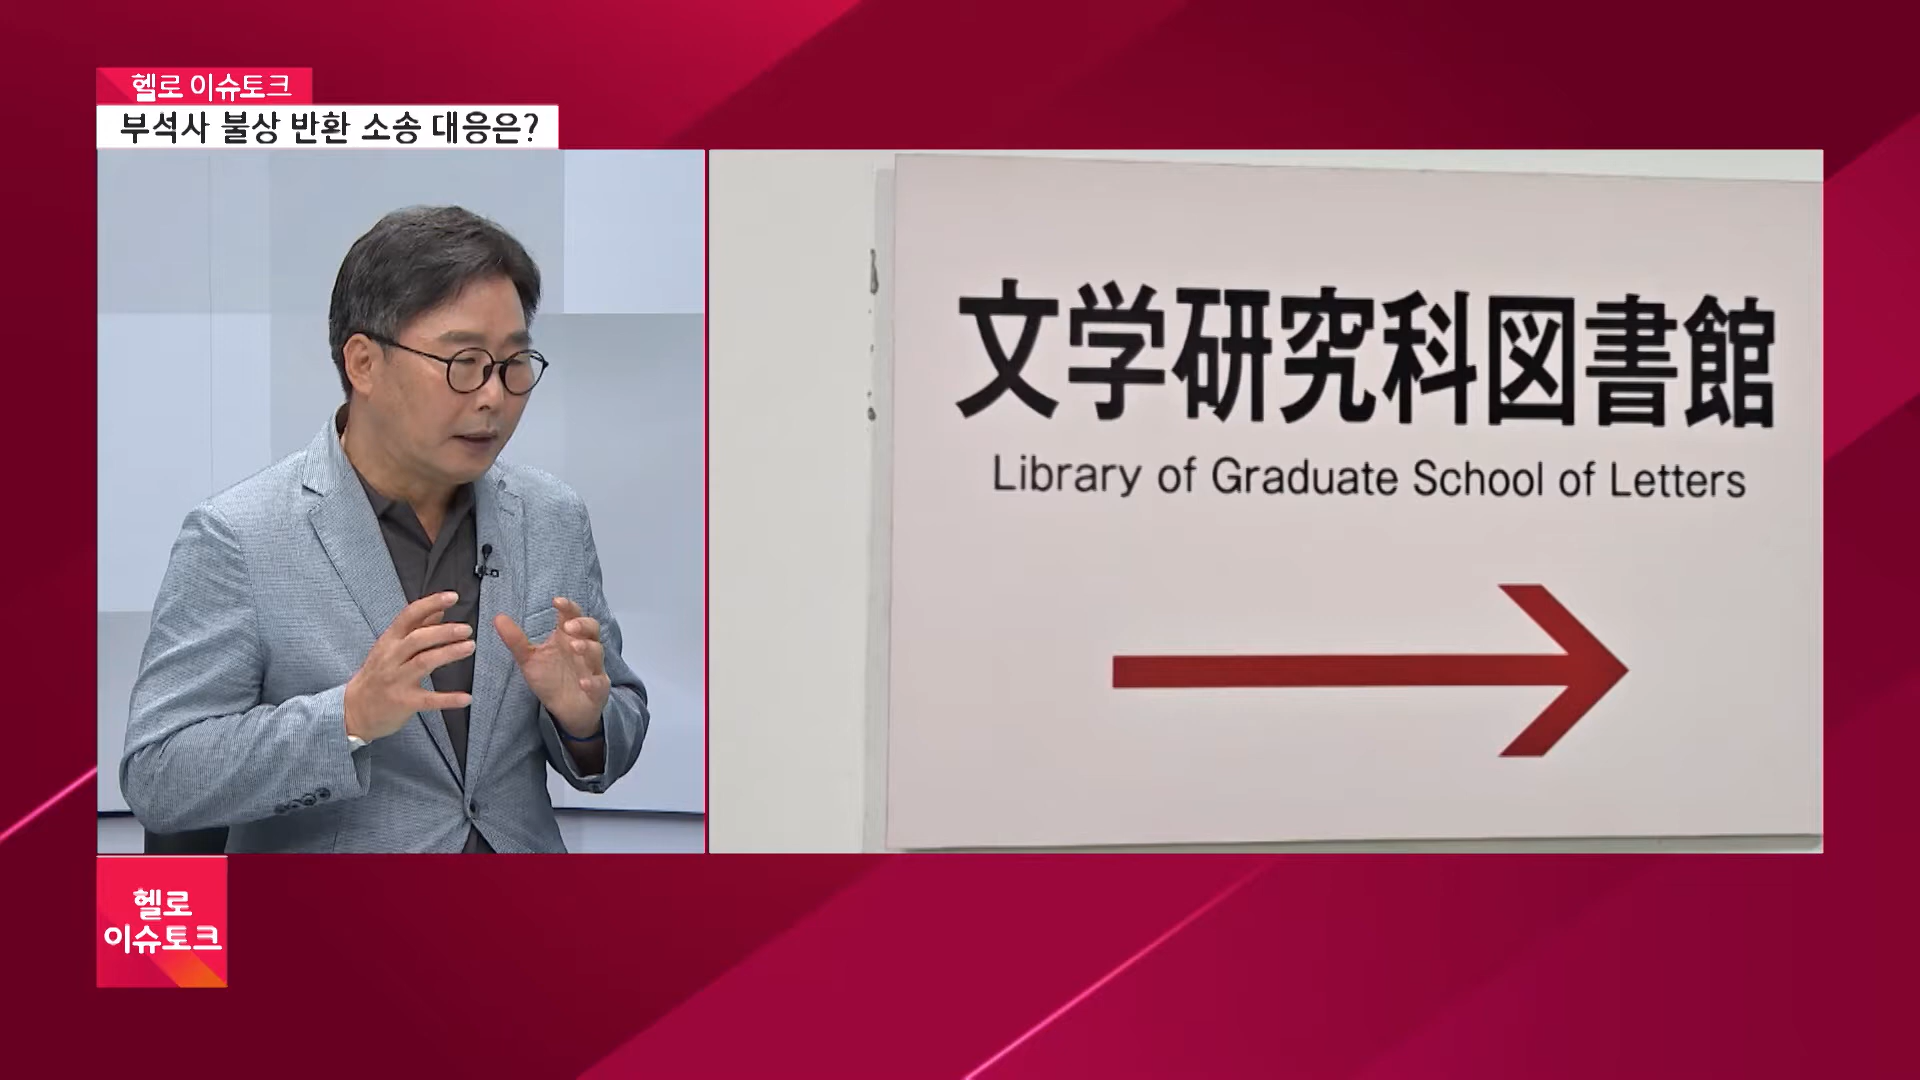 헬로 이슈토크
부석사 불상 반환 소송 대응은?
文学研究科図書館
Library of Graduate School of Letters
헬로
이슈토크